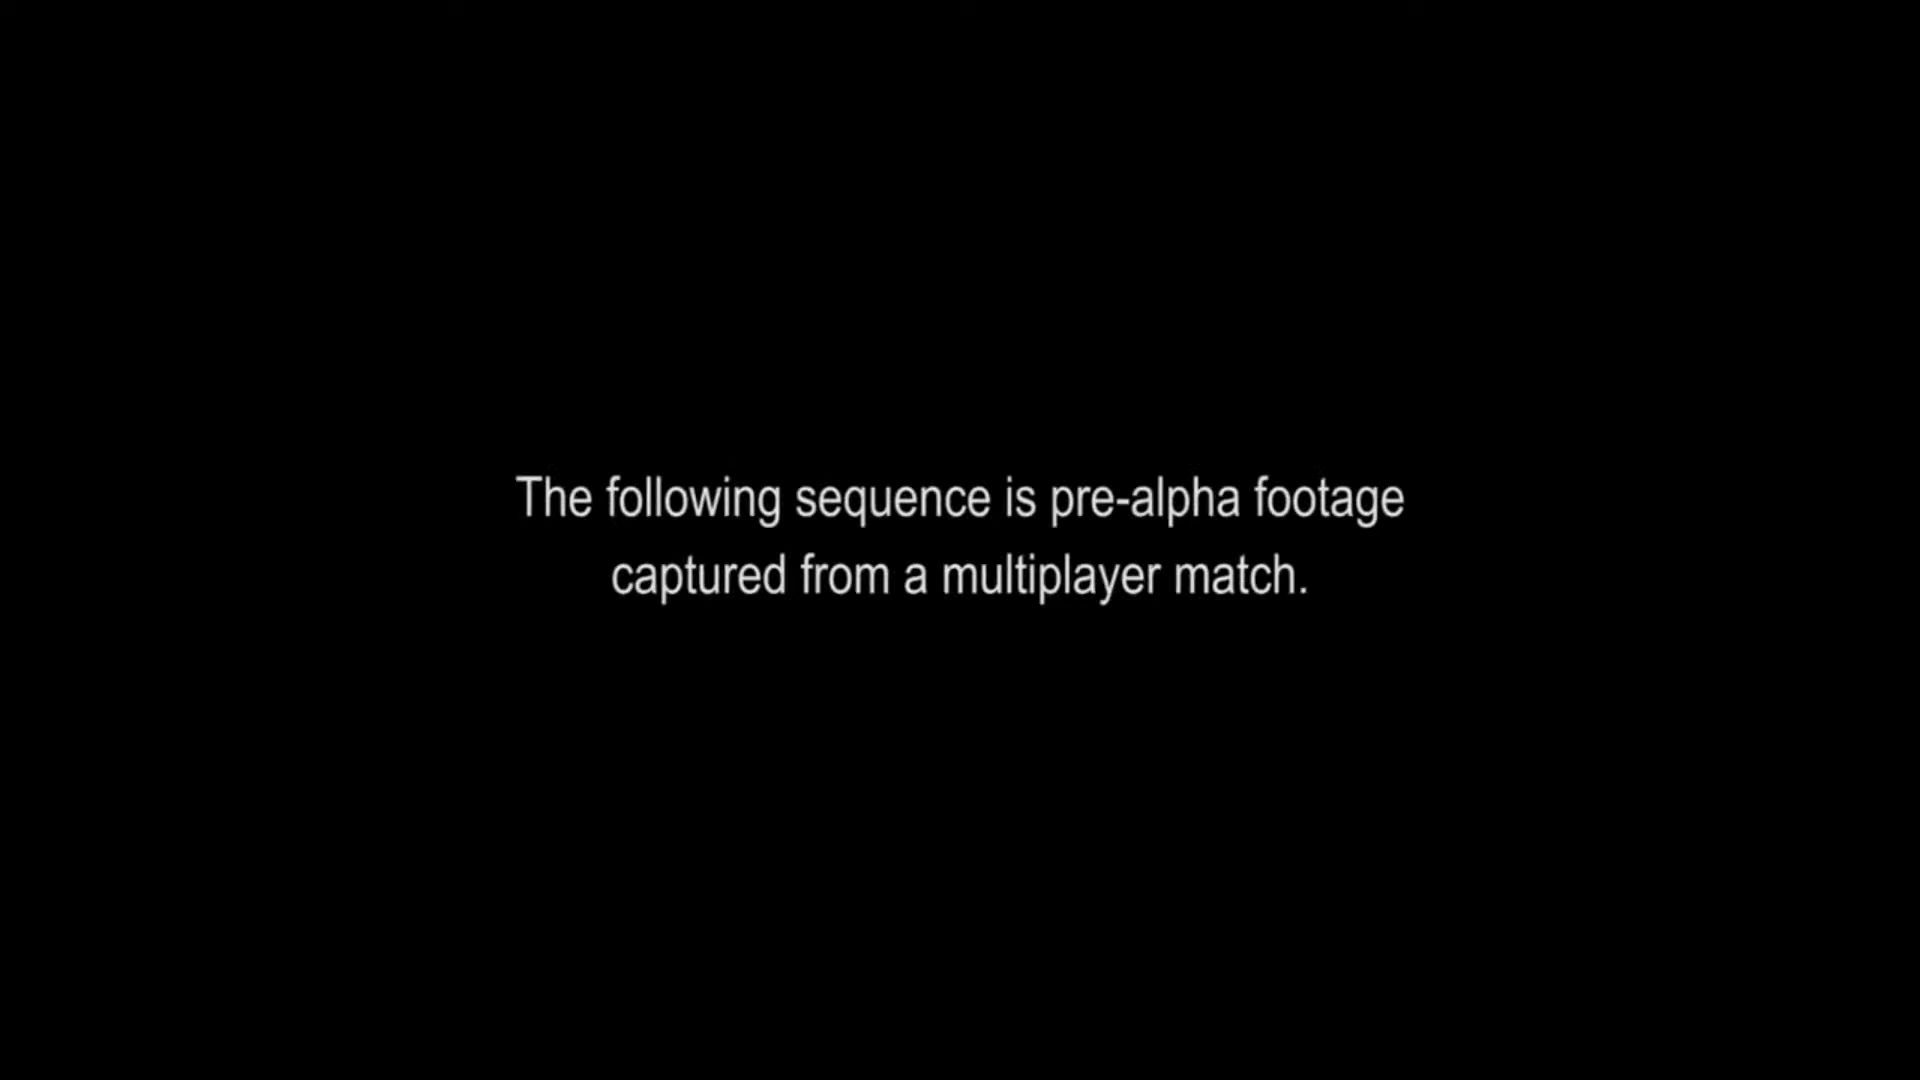 The following sequence is pre-alpha footage
captured from a multiplayer match.